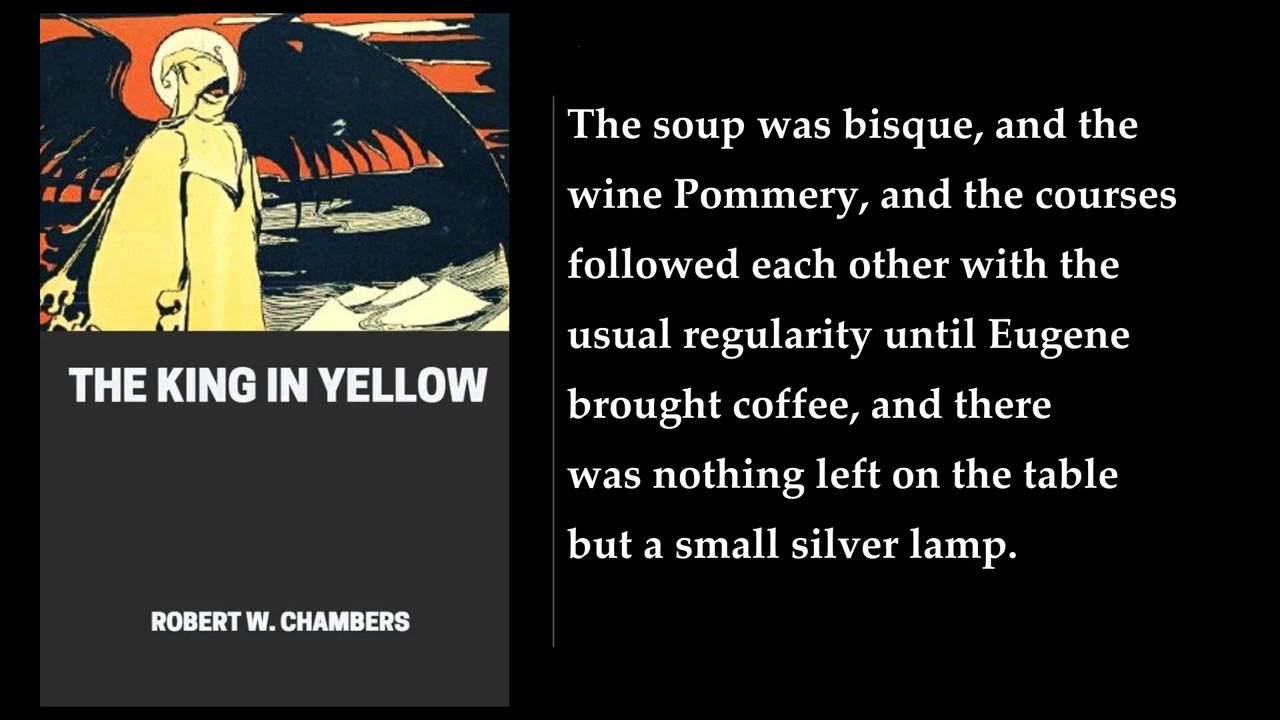 THE KING IN YELLOW
ROBERT W. CHAMBERS
The soup was bisque, and the
wine Pommery, and the courses
followed each other with the
usual regularity until Eugene
brought coffee, and there
was nothing left on the table
but a small silver lamp.